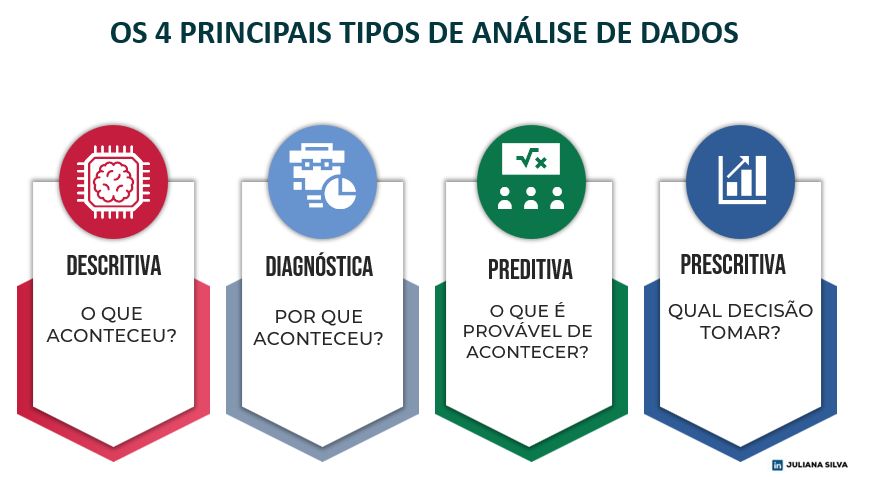 OS 4 PRINCIPAIS TIPOS DE ANÁLISE DE DADOS
DESCRITIVA
O QUE
ACONTECEU?
DIAGNÓSTICA
POR QUE
ACONTECEU?
PREDITIVA
O QUE É
PROVÁVEL DE
ACONTECER?
PRESCRITIVA
QUAL DECISÃO
TOMAR?
in JULIANA SILVA